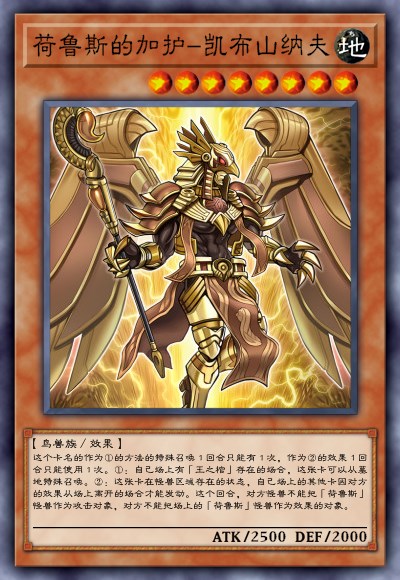 荷鲁斯的加护-凯布山纳夫
地
【鸟兽族/效果】
这个卡名的作为①的方法的特殊召唤1回合只能有1次，作为②的效果1回
合只能使用1次。①：自己场上有「王之棺」存在的场合，这张卡可以从墓
地特殊召唤。②：这张卡在怪兽区域存在的状态，自己场上的其他卡因对方
的效果从场上离开的场合才能发动。这个回合，对方怪兽不能把「荷鲁斯」
怪兽作为攻击对象，对方不能把场上的「荷鲁斯」怪兽作为效果的对象。
ATK/2500 DEF/2000